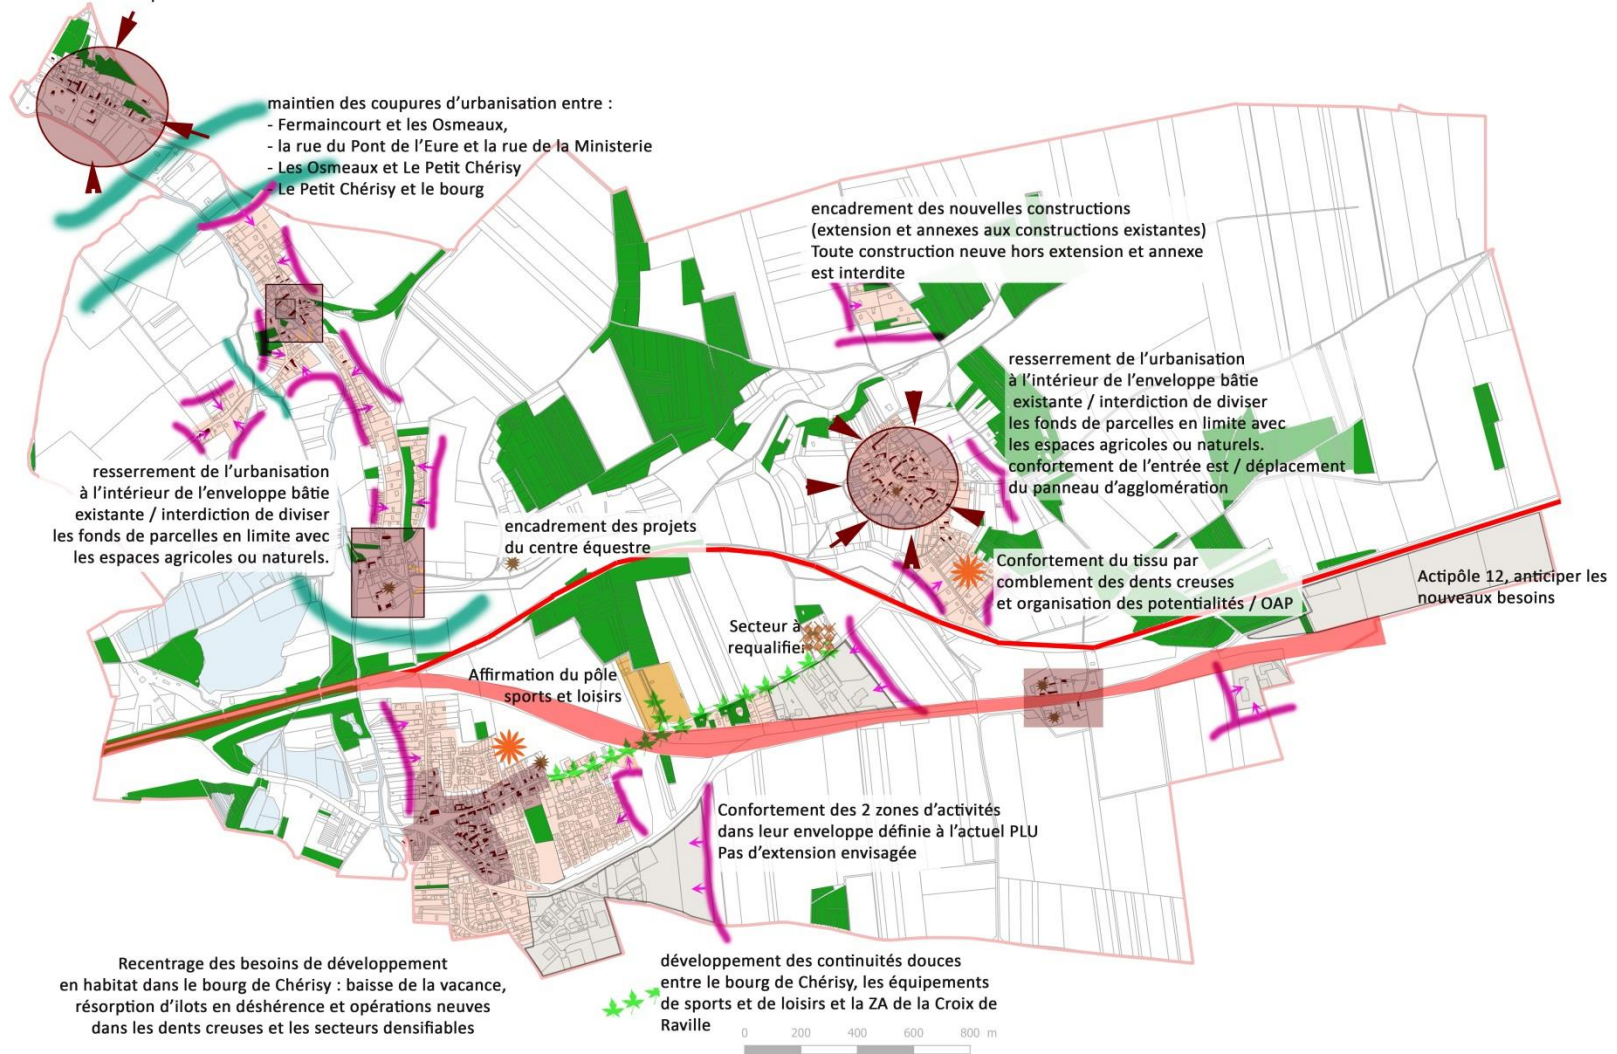 maintien des coupures d'urbanisation entre :
- Fermaincourt et les Osmeaux,
- la rue du Pont de l'Eure et la rue de la Ministerie
- Les Osmeaux et Le Petit Chérisy
- Le Petit Chérisy et le bourg
encadrement des nouvelles constructions
(extension et annexes aux constructions existantes)
Toute construction neuve hors extension et annexe
est interdite
resserrement de l'urbanisation
à l'intérieur de l'enveloppe bâtie
existante / interdiction de diviser
les fonds de parcelles en limite avec
les espaces agricoles ou naturels.
confortement de l'entrée est / déplacement
du panneau d'agglomération
resserrement de l'urbanisation
à l'intérieur de l'enveloppe bâtie
existante / interdiction de diviser
les fonds de parcelles en limite avec
les espaces agricoles ou naturels.
encadrement des projets
du centre équestre
Confortement du tissu par
comblement des dents creuses
et organisation des potentialités / OAP
Actipôle 12, anticiper les
nouveaux besoins
Secteur à
requalifier
Affirmation du pôle
sports et loisirs
Confortement des 2 zones d'activités
dans leur enveloppe définie à l'actuel PLU
Pas d'extension envisagée
Recentrage des besoins de développement
en habitat dans le bourg de Chérisy : baisse de la vacance,
résorption d'ilots en déshérence et opérations neuves
dans les dents creuses et les secteurs densifiables
développement des continuités douces
entre le bourg de Chérisy, les équipements
de sports et de loisirs et la ZA de la Croix de
Raville
0 200 400 600 800 m